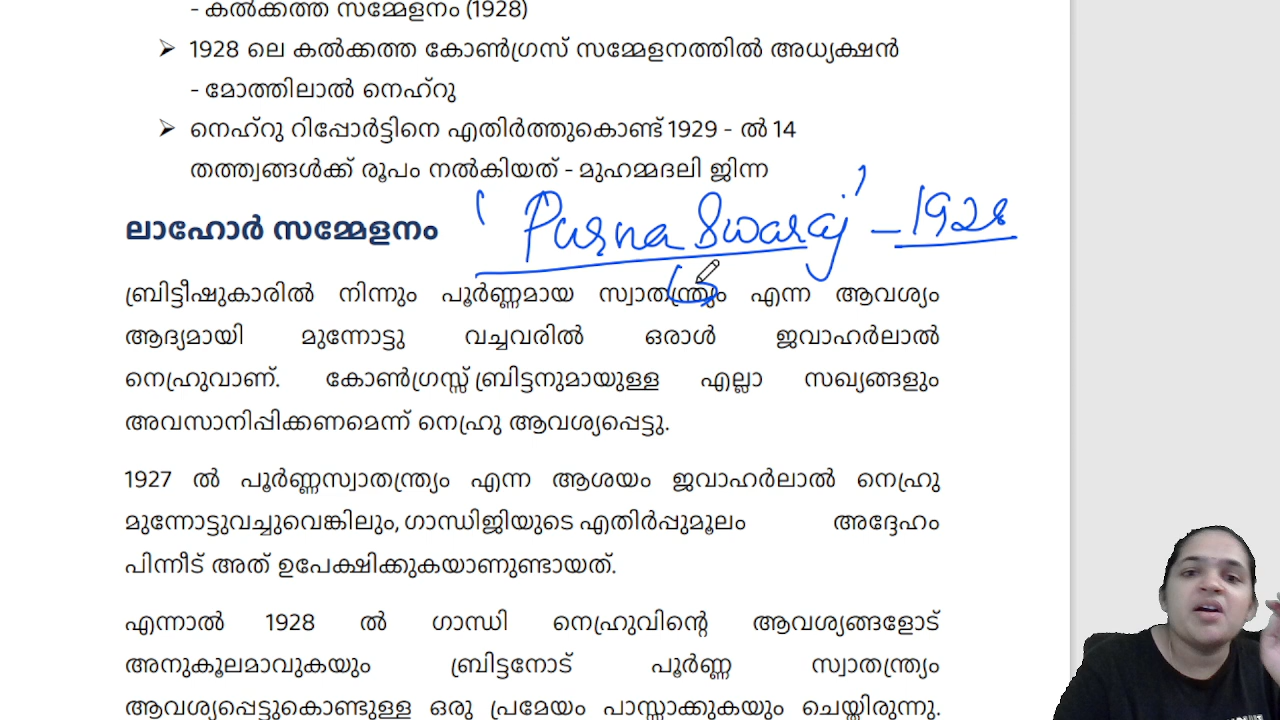 - കൽക്കത്ത സമ്മേളനം (1928)
➢ 1928 ലെ കൽക്കത്ത കോൺഗ്രസ് സമ്മേളനത്തിൽ അധ്യക്ഷൻ
- മോത്തിലാൽ നെഹ്‌റു
➢ നെഹ്‌റു റിപ്പോർട്ടിനെ എതിർത്തുകൊണ്ട് 1929 - ൽ 14
തത്ത്വങ്ങൾക്ക് രൂപം നൽകിയത് - മുഹമ്മദലി ജിന്ന
ലാഹോർ സമ്മേളനം 'Purna Swaraj' - 1928
ബ്രിട്ടീഷുകാരിൽ നിന്നും പൂർണ്ണമായ സ്വാതന്ത്ര്യം എന്ന ആവശ്യം
ആദ്യമായി മുന്നോട്ടു വച്ചവരിൽ ഒരാൾ ജവാഹർലാൽ
നെഹ്രുവാണ്. കോൺഗ്രസ്സ് ബ്രിട്ടനുമായുള്ള എല്ലാ സഖ്യങ്ങളും
അവസാനിപ്പിക്കണമെന്ന് നെഹ്രു ആവശ്യപ്പെട്ടു.
1927 ൽ പൂർണ്ണസ്വാതന്ത്ര്യം എന്ന ആശയം ജവാഹർലാൽ നെഹ്രു
മുന്നോട്ടുവച്ചുവെങ്കിലും, ഗാന്ധിജിയുടെ എതിർപ്പുമൂലം അദ്ദേഹം
പിന്നീട് അത് ഉപേക്ഷിക്കുകയാണുണ്ടായത്.
എന്നാൽ 1928 ൽ ഗാന്ധി നെഹ്രുവിന്റെ ആവശ്യങ്ങളോട്
അനുകൂലമാവുകയും ബ്രിട്ടനോട് പൂർണ്ണ സ്വാതന്ത്ര്യം
ആവശ്യപ്പെട്ടുകൊണ്ടുള്ള ഒരു പ്രമേയം പാസ്സാക്കുകയും ചെയ്തിരുന്നു.